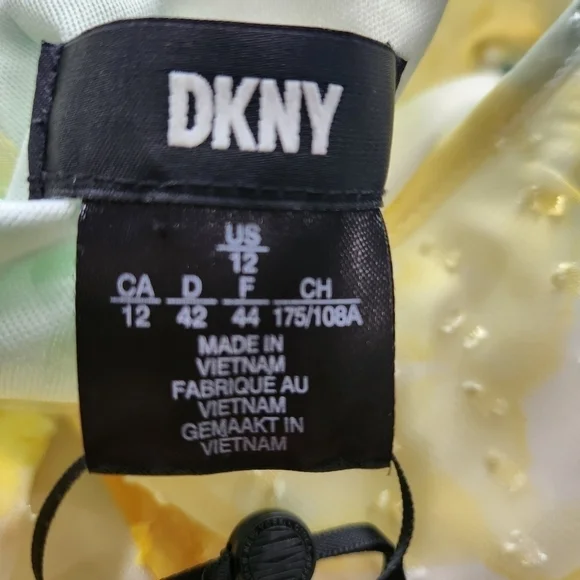 DKNY
US
12
CA D F CH
12 42 44 175/108A
MADE IN
VIETNAM
FABRIQUÉ AU
VIETNAM
GEMAAKT IN
VIETNAM